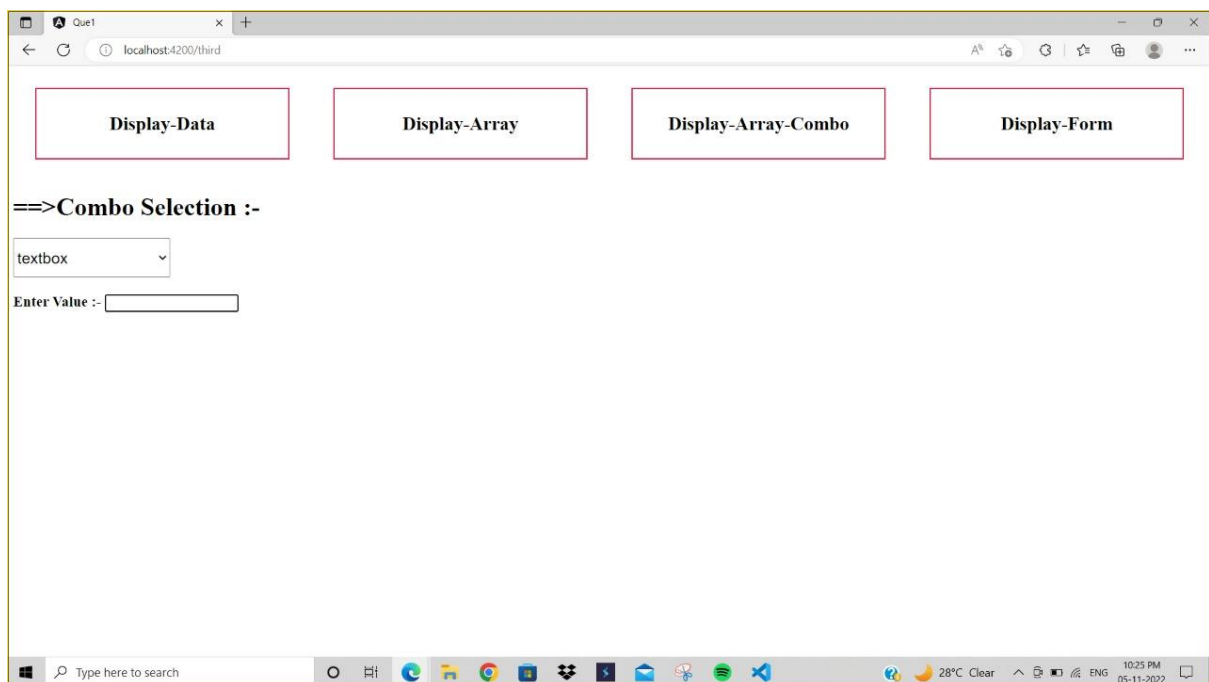 Que1
localhost:4200/third
Display-Data Display-Array Display-Array-Combo Display-Form
==>Combo Selection :-
textbox
Enter Value :-
Type here to search
28°C Clear
ENG
10:25 PM
05-11-2022